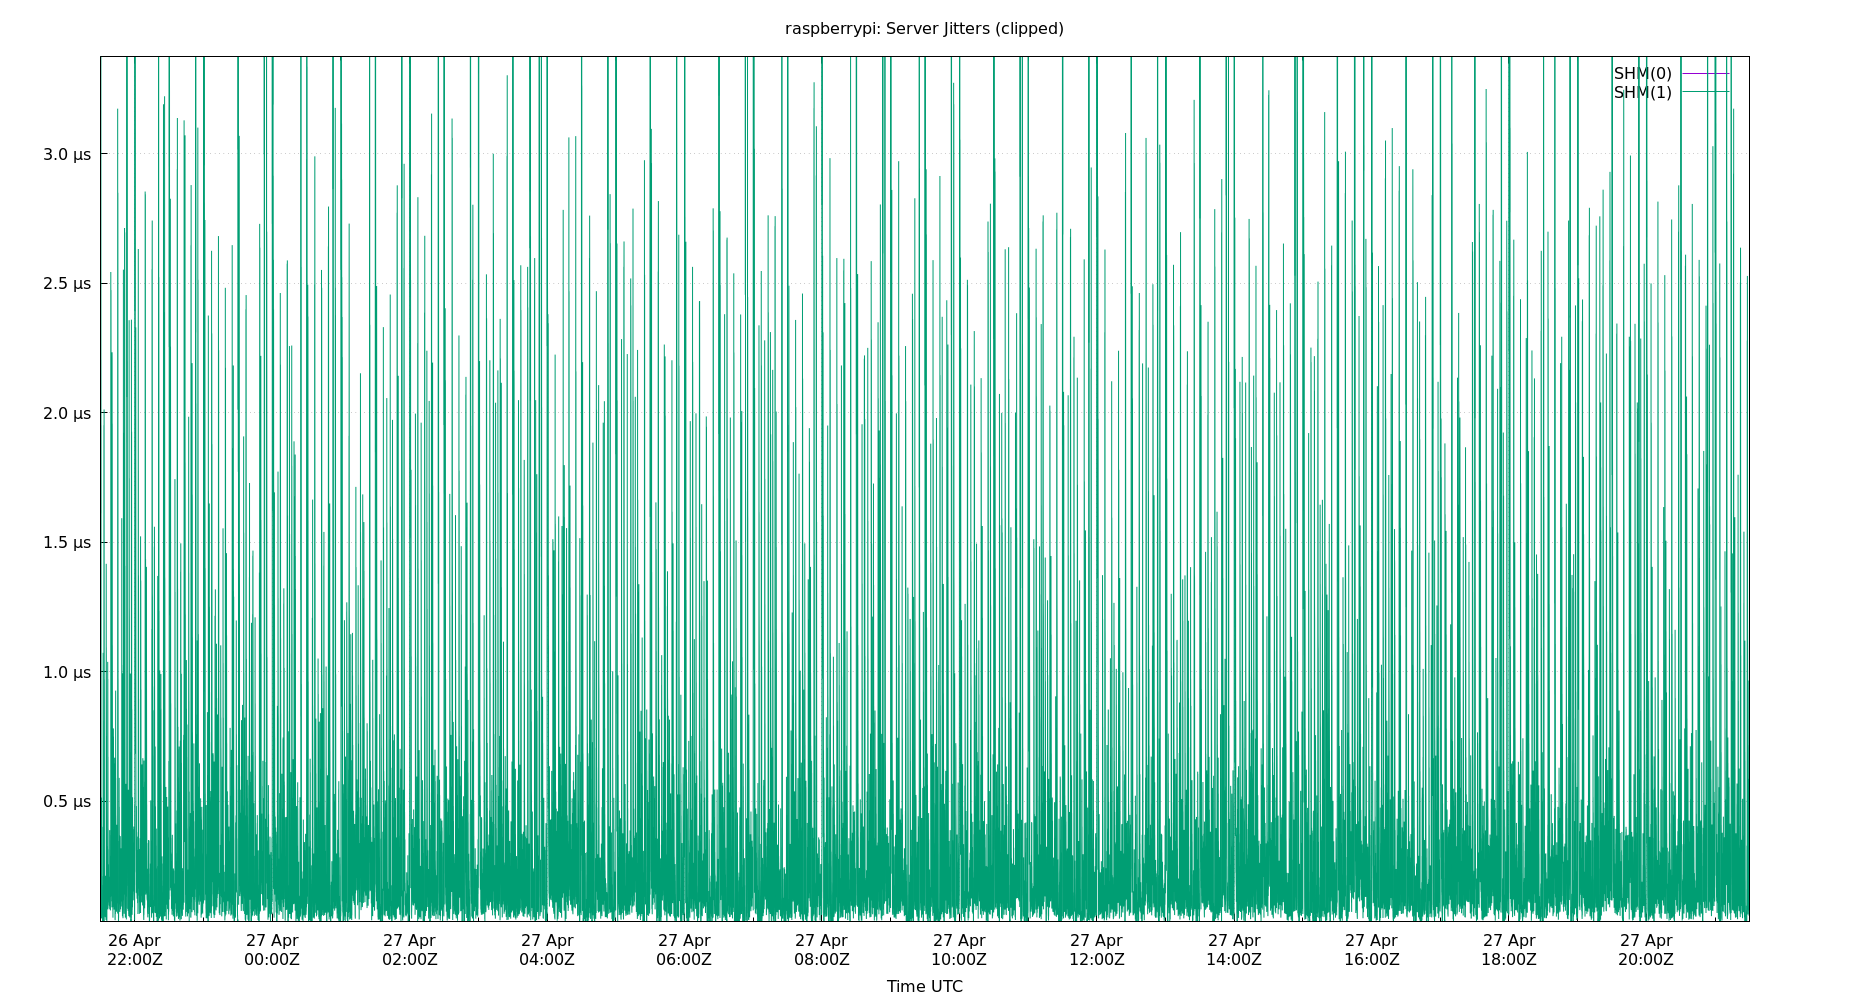 raspberrypi: Server Jitters (clipped)
SHM(0)
SHM(1)
3.0 µs
2.5 µs
2.0 µs
1.5 µs
1.0 µs
0.5 µs
26 Apr 27 Apr 27 Apr 27 Apr 27 Apr 27 Apr 27 Apr 27 Apr 27 Apr 27 Apr 27 Apr 27 Apr
22:00Z 00:00Z 02:00Z 04:00Z 06:00Z 08:00Z 10:00Z 12:00Z 14:00Z 16:00Z 18:00Z 20:00Z
Time UTC